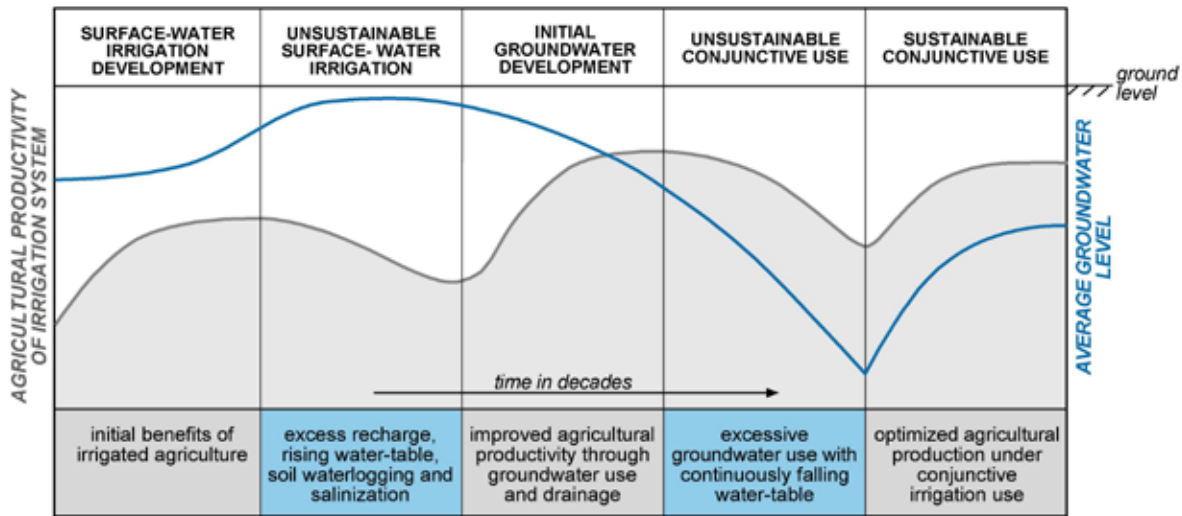 SURFACE-WATER
IRRIGATION
DEVELOPMENT
UNSUSTAINABLE
SURFACE- WATER
IRRIGATION
INITIAL
GROUNDWATER
DEVELOPMENT
UNSUSTAINABLE
CONJUNCTIVE USE
SUSTAINABLE
CONJUNCTIVE USE
ground
level
AGRICULTURAL PRODUCTIVITY
OF IRRIGATION SYSTEM
AVERAGE GROUNDWATER
LEVEL
time in decades
initial benefits of
irrigated agriculture
excess recharge,
rising water-table,
soil waterlogging and
salinization
improved agricultural
productivity through
groundwater use
and drainage
excessive
groundwater use with
continuously falling
water-table
optimized agricultural
production under
conjunctive
irrigation use